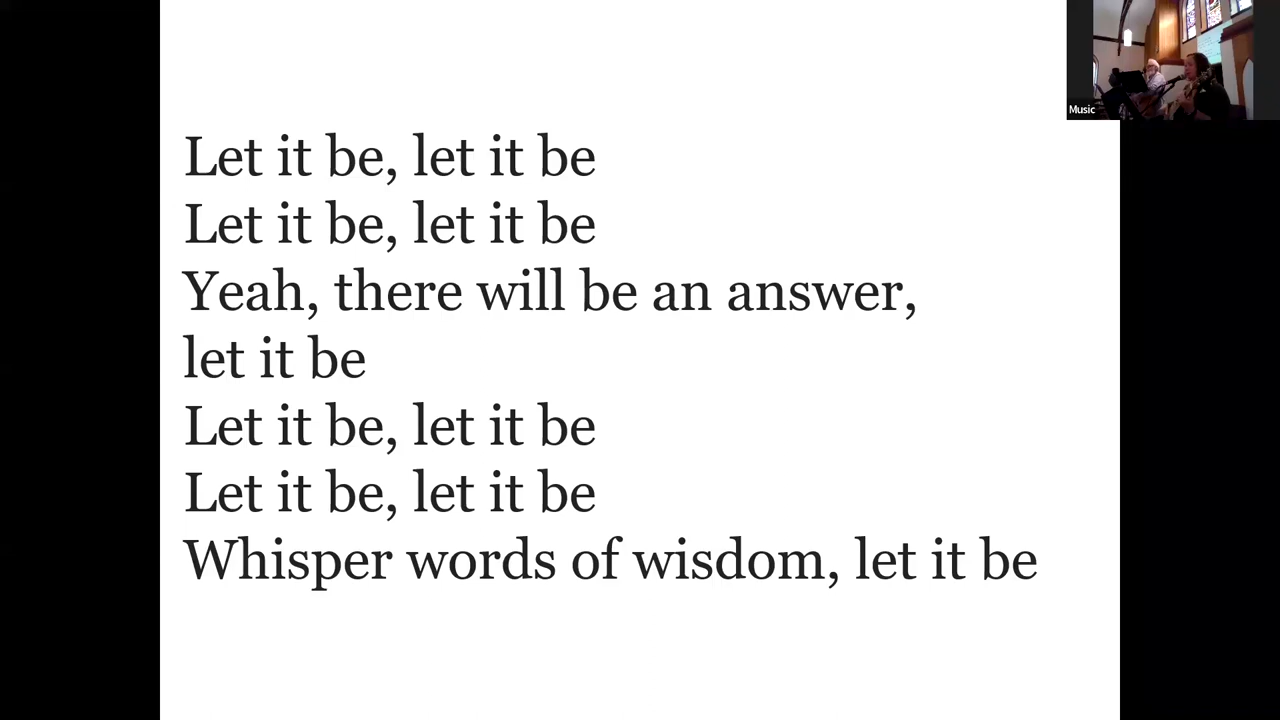 Let it be, let it be
Let it be, let it be
Yeah, there will be an answer,
let it be
Let it be, let it be
Let it be, let it be
Whisper words of wisdom, let it be
Music